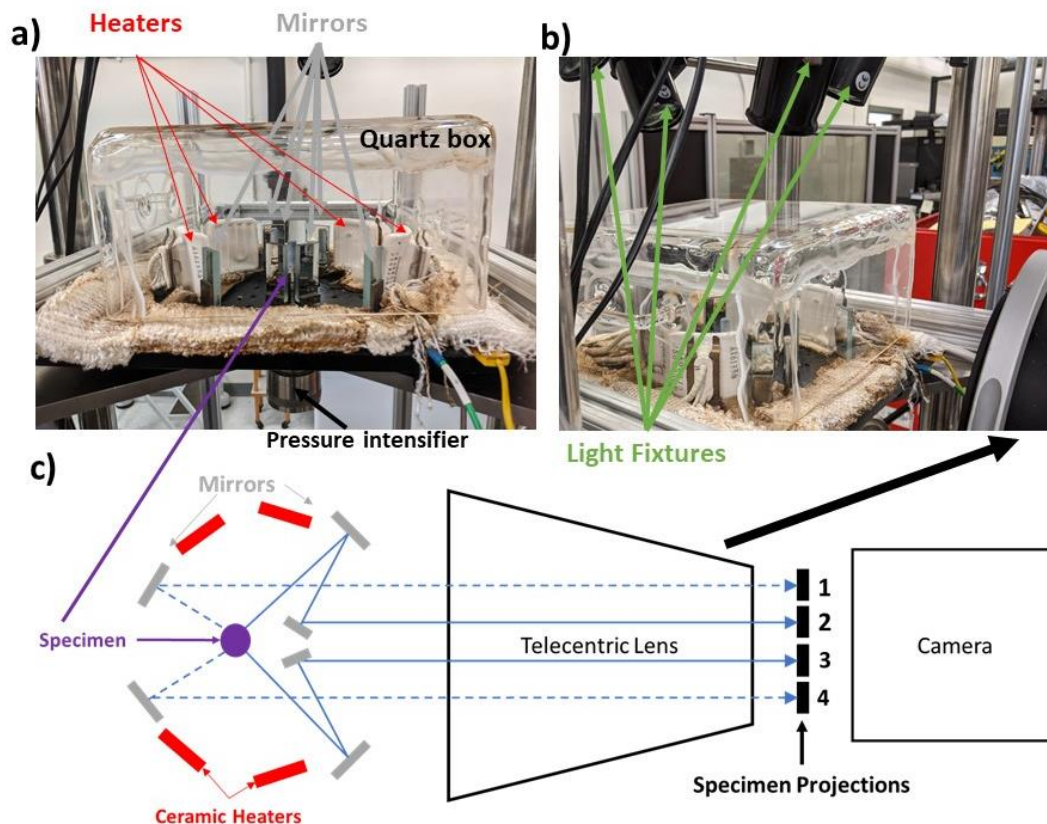 a)
Heaters
Mirrors
b)
Quartz box
Pressure intensifier
Light Fixtures
c)
Mirrors
1
2
Specimen
Telecentric Lens
Camera
3
4
Specimen Projections
Ceramic Heaters